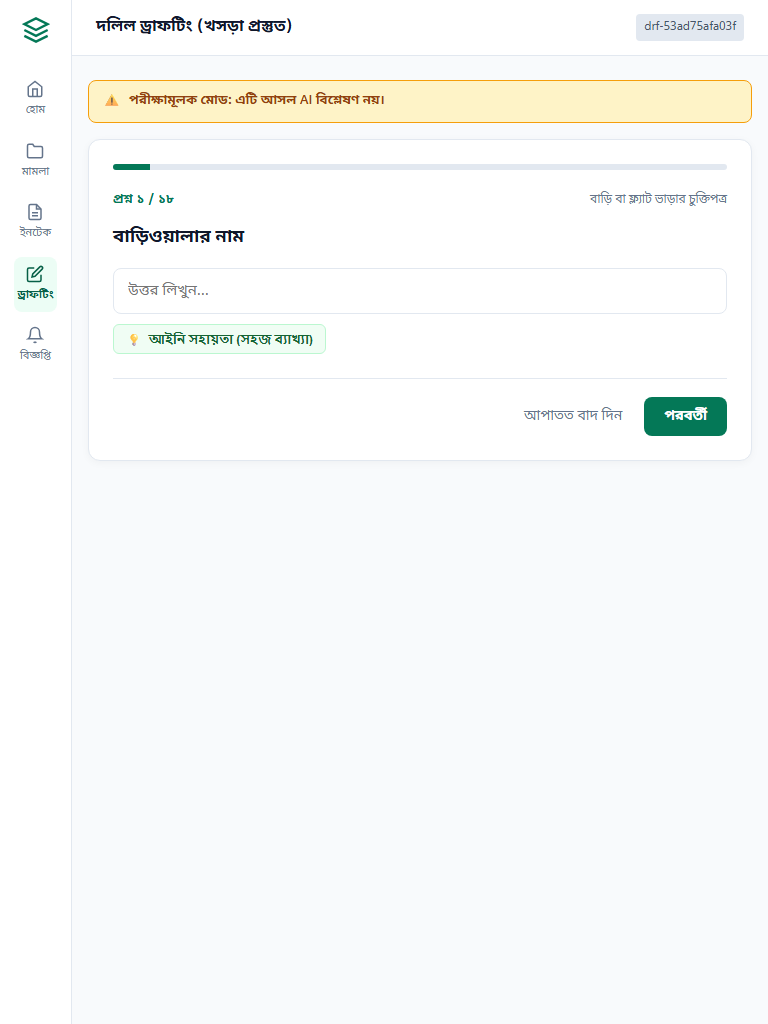 দলিল ড্রাফটিং (খসড়া প্রস্তুত)
drf-53ad75afa03f
হোম
মামলা
ইনটেক
ড্রাফটিং
বিজ্ঞপ্তি
পরীক্ষামূলক মোড: এটি আসল AI বিশ্লেষণ নয়।
প্রশ্ন ১ / ১৮
বাড়ি বা ফ্ল্যাট ভাড়ার চুক্তিপত্র
বাড়িওয়ালার নাম
উত্তর লিখুন...
আইনি সহায়তা (সহজ ব্যাখ্যা)
আপাতত বাদ দিন
পরবর্তী